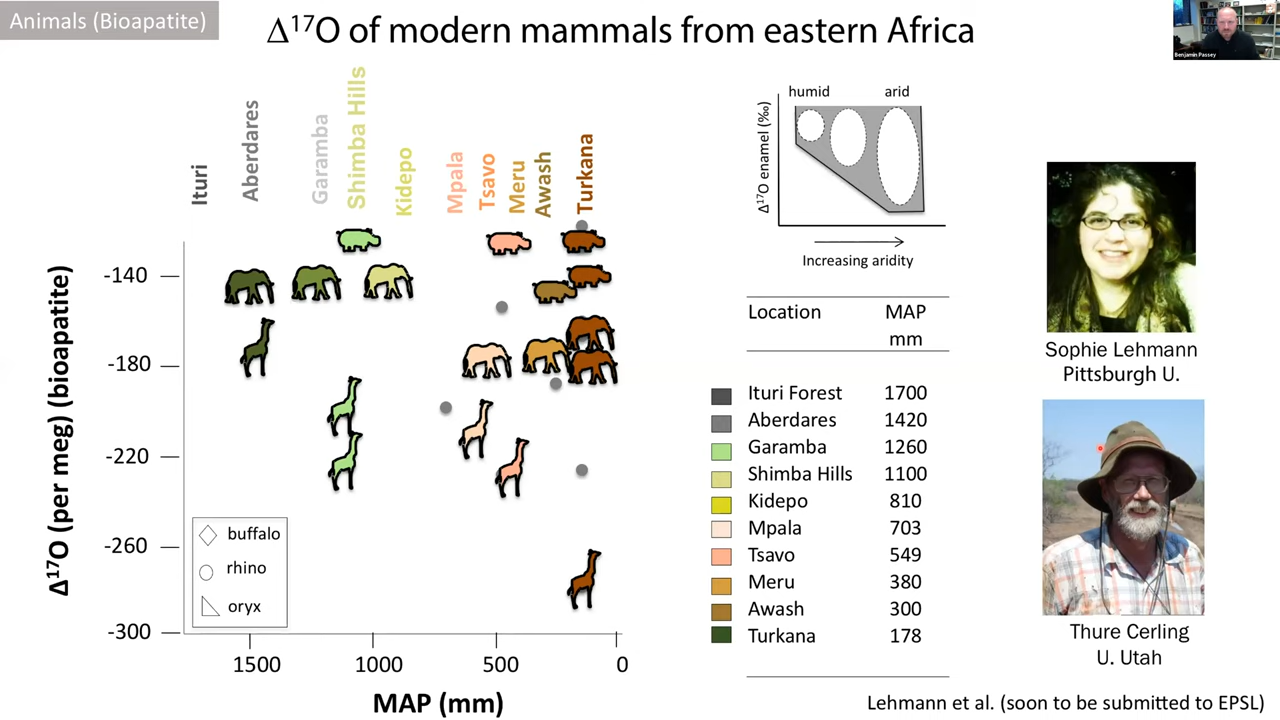 Animals (Bioapatite)
Δ¹⁷O of modern mammals from eastern Africa
Benjamin Passey
Ituri
Aberdares
Garamba
Shimba Hills
Kidepo
Mpala
Tsavo
Meru
Awash
Turkana
Δ¹⁷O (per meg) (bioapatite)
-140
-180
-220
-260
-300
buffalo
rhino
oryx
1500
1000
500
0
MAP (mm)
humid arid
Δ¹⁷O enamel (‰)
Increasing aridity
Location MAP
mm
Ituri Forest 1700
Aberdares 1420
Garamba 1260
Shimba Hills 1100
Kidepo 810
Mpala 703
Tsavo 549
Meru 380
Awash 300
Turkana 178
Sophie Lehmann
Pittsburgh U.
Thure Cerling
U. Utah
Lehmann et al. (soon to be submitted to EPSL)